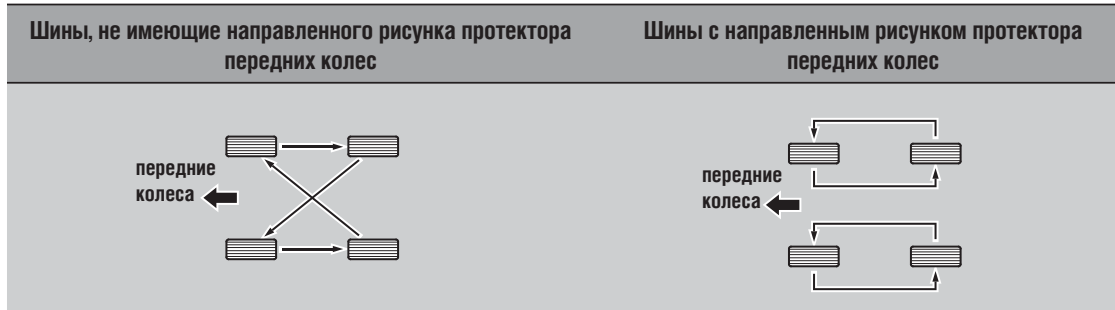 Шины, не имеющие направленного рисунка протектора
передних колес
Шины с направленным рисунком протектора
передних колес
передние
колеса
передние
колеса